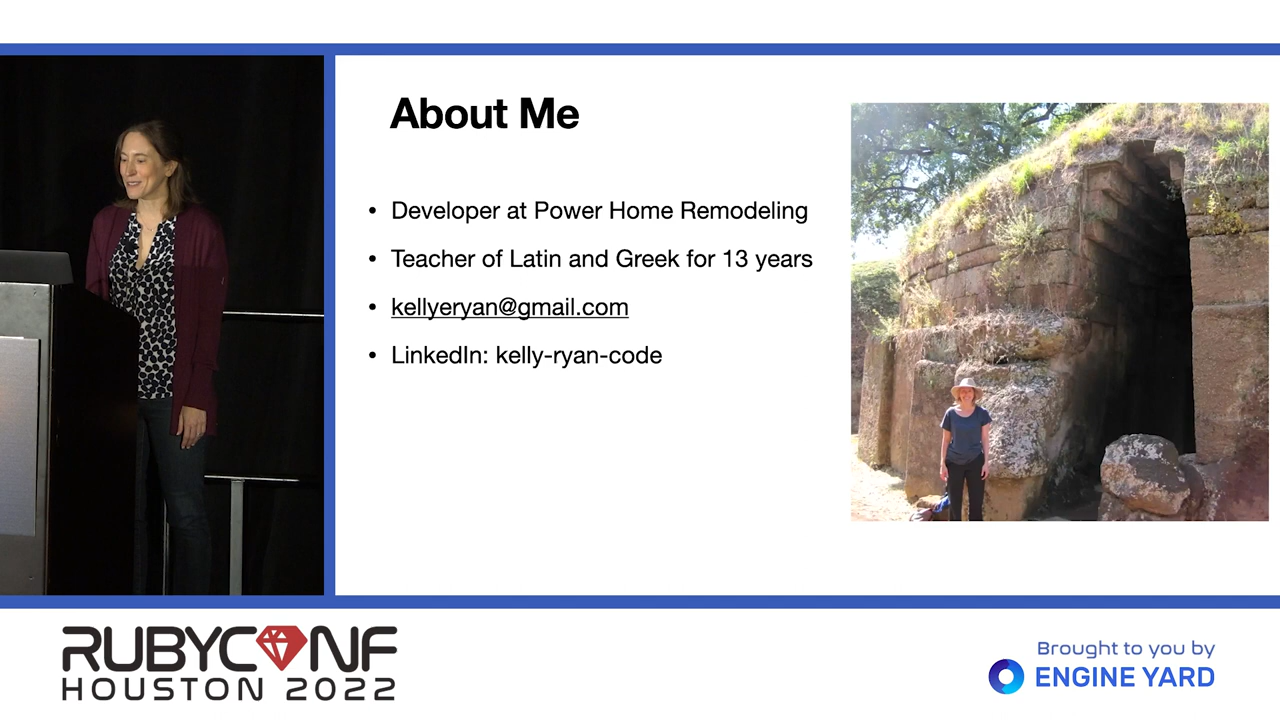 About Me
• Developer at Power Home Remodeling
• Teacher of Latin and Greek for 13 years
• kellyeryan@gmail.com
• LinkedIn: kelly-ryan-code
RUBYCONF
HOUSTON 2022
Brought to you by
ENGINE YARD